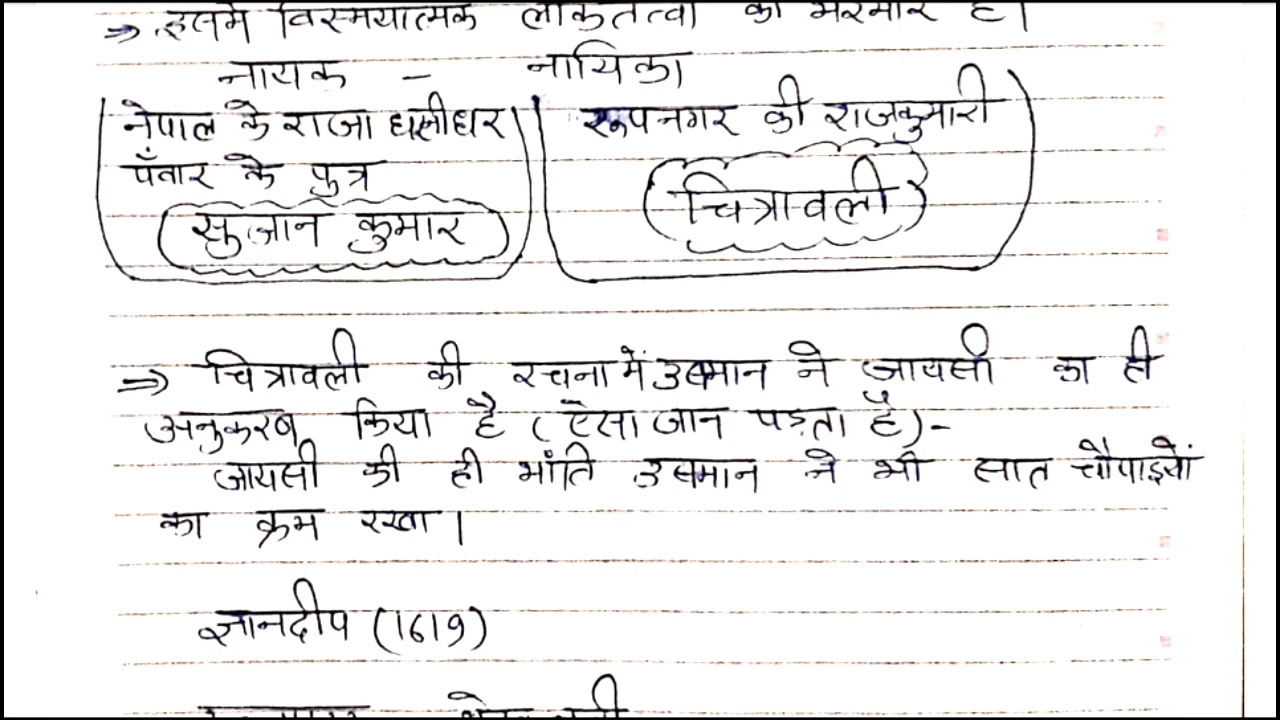 ⇒ इसमें विस्मयात्मक लोकतत्वों की भरमार है।
नायक - नायिका
नेपाल के राजा धरनीधर पँवार के पुत्र
सुजान कुमार
रूपनगर की राजकुमारी
चित्रावली
⇒ चित्रावली की रचना में उसमान ने जायसी का ही
अनुकरण किया है (ऐसा जान पड़ता है)-
जायसी की ही भांति उसमान ने भी सात चौपाइयों
का क्रम रखा।
ज्ञानदीप (1619)